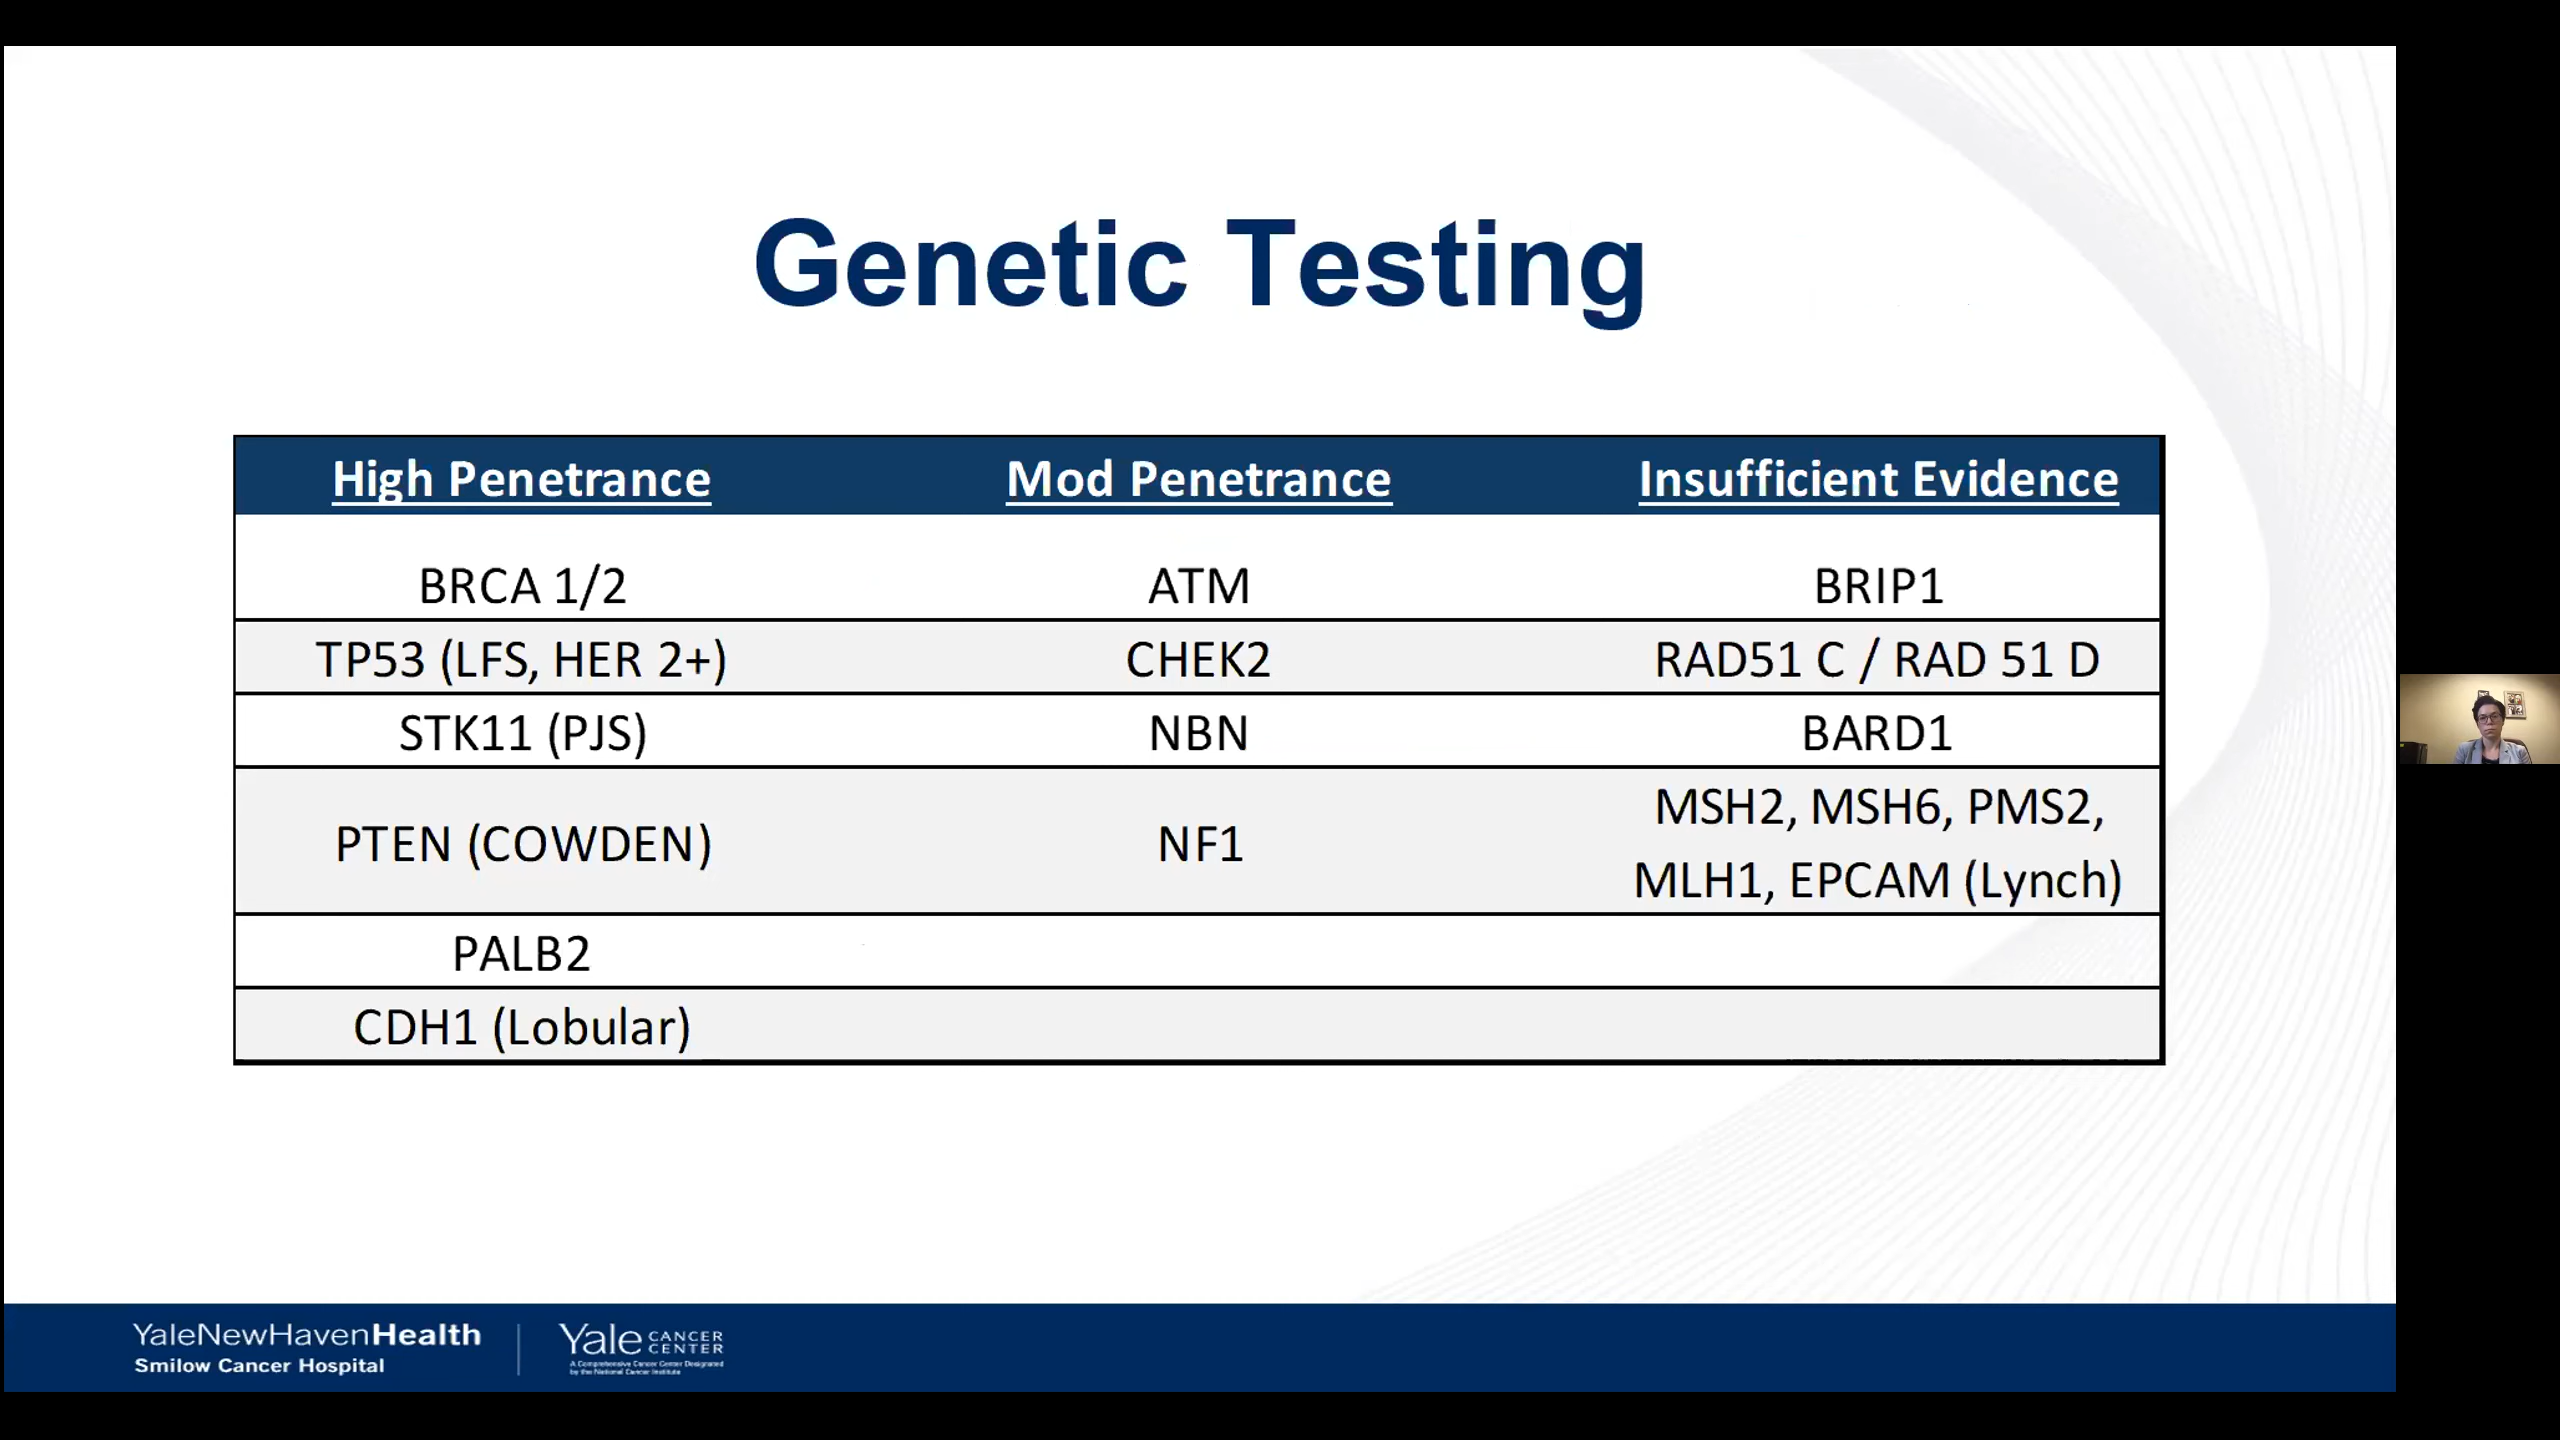 Genetic Testing
High Penetrance Mod Penetrance Insufficient Evidence
BRCA 1/2 ATM BRIP1
TP53 (LFS, HER 2+) CHEK2 RAD51 C / RAD 51 D
STK11 (PJS) NBN BARD1
PTEN (COWDEN) NF1 MSH2, MSH6, PMS2,
MLH1, EPCAM (Lynch)
PALB2
CDH1 (Lobular)
YaleNewHavenHealth
Smilow Cancer Hospital
Yale CANCER
CENTER
A Comprehensive Cancer Center Designated
by the National Cancer Institute